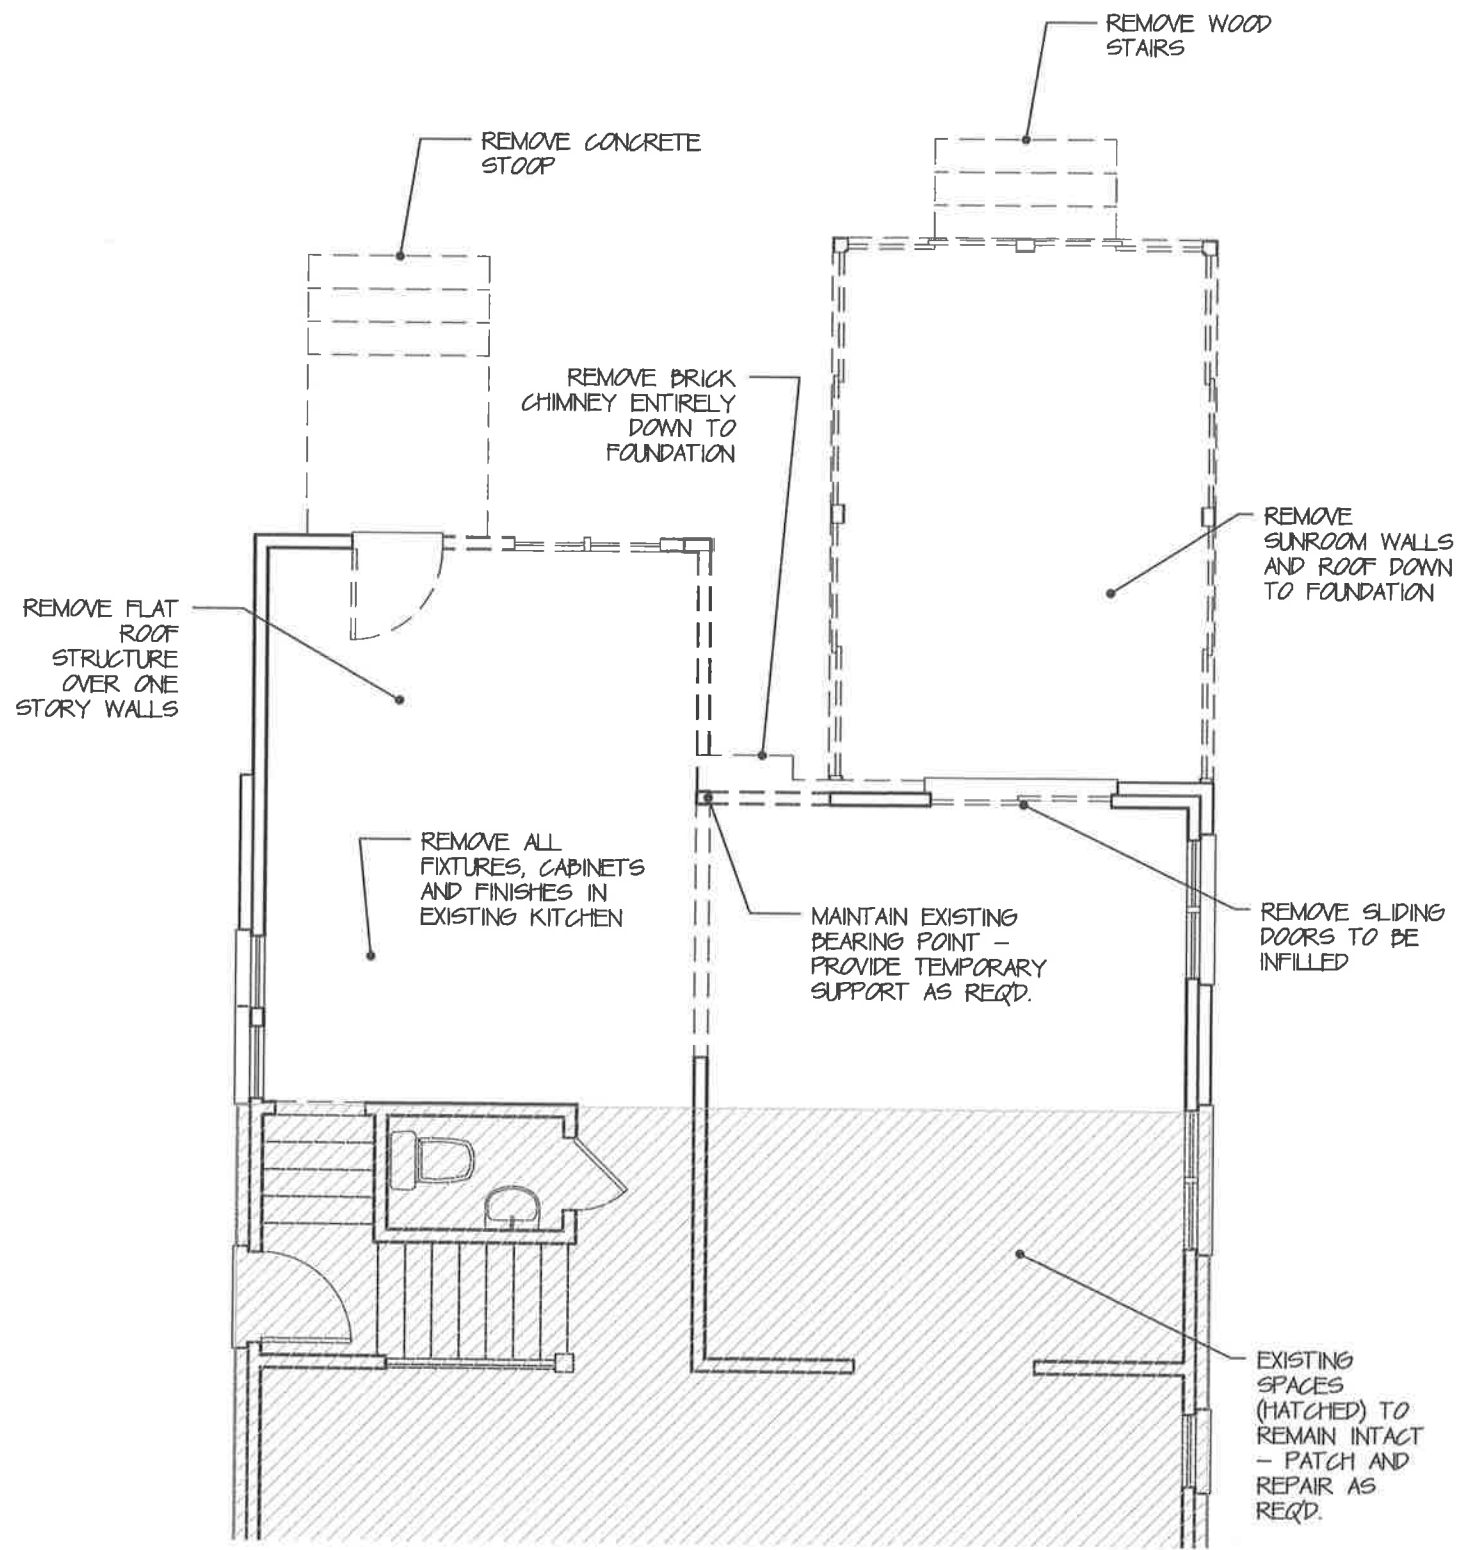 REMOVE WOOD
STAIRS
REMOVE CONCRETE
STOOP
REMOVE BRICK
CHIMNEY ENTIRELY
DOWN TO
FOUNDATION
REMOVE
SUNROOM WALLS
AND ROOF DOWN
TO FOUNDATION
REMOVE FLAT
ROOF
STRUCTURE
OVER ONE
STORY WALLS
REMOVE ALL
FIXTURES, CABINETS
AND FINISHES IN
EXISTING KITCHEN
MAINTAIN EXISTING
BEARING POINT –
PROVIDE TEMPORARY
SUPPORT AS REQ'D.
REMOVE SLIDING
DOORS TO BE
INFILLED
EXISTING
SPACES
(HATCHED) TO
REMAIN INTACT
– PATCH AND
REPAIR AS
REQ'D.